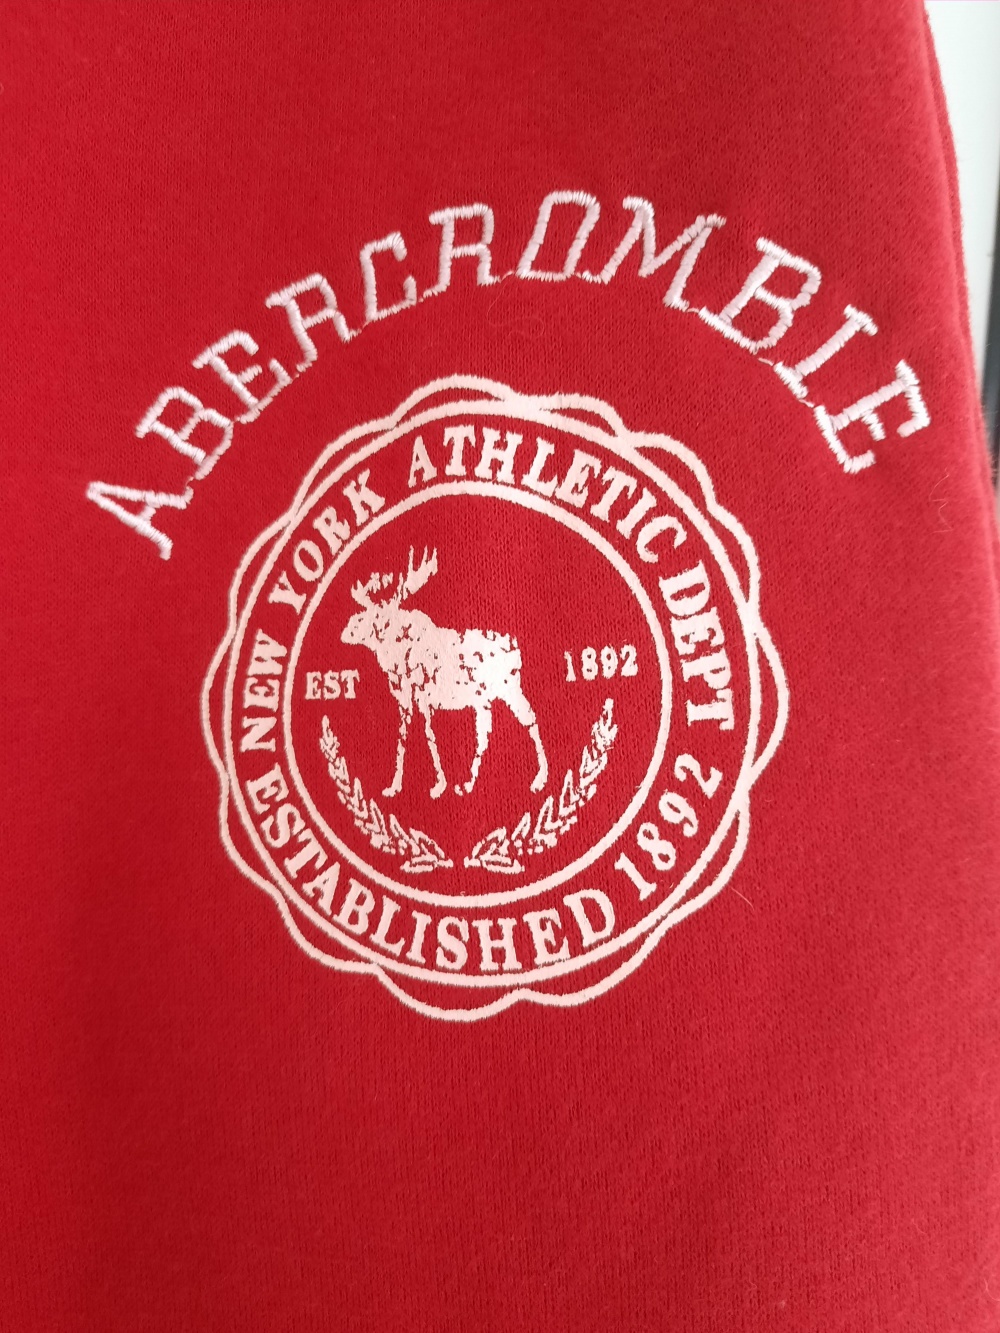 ABERCROMBIE
NEW YORK ATHLETIC DEPT
EST 1892
ESTABLISHED 1892